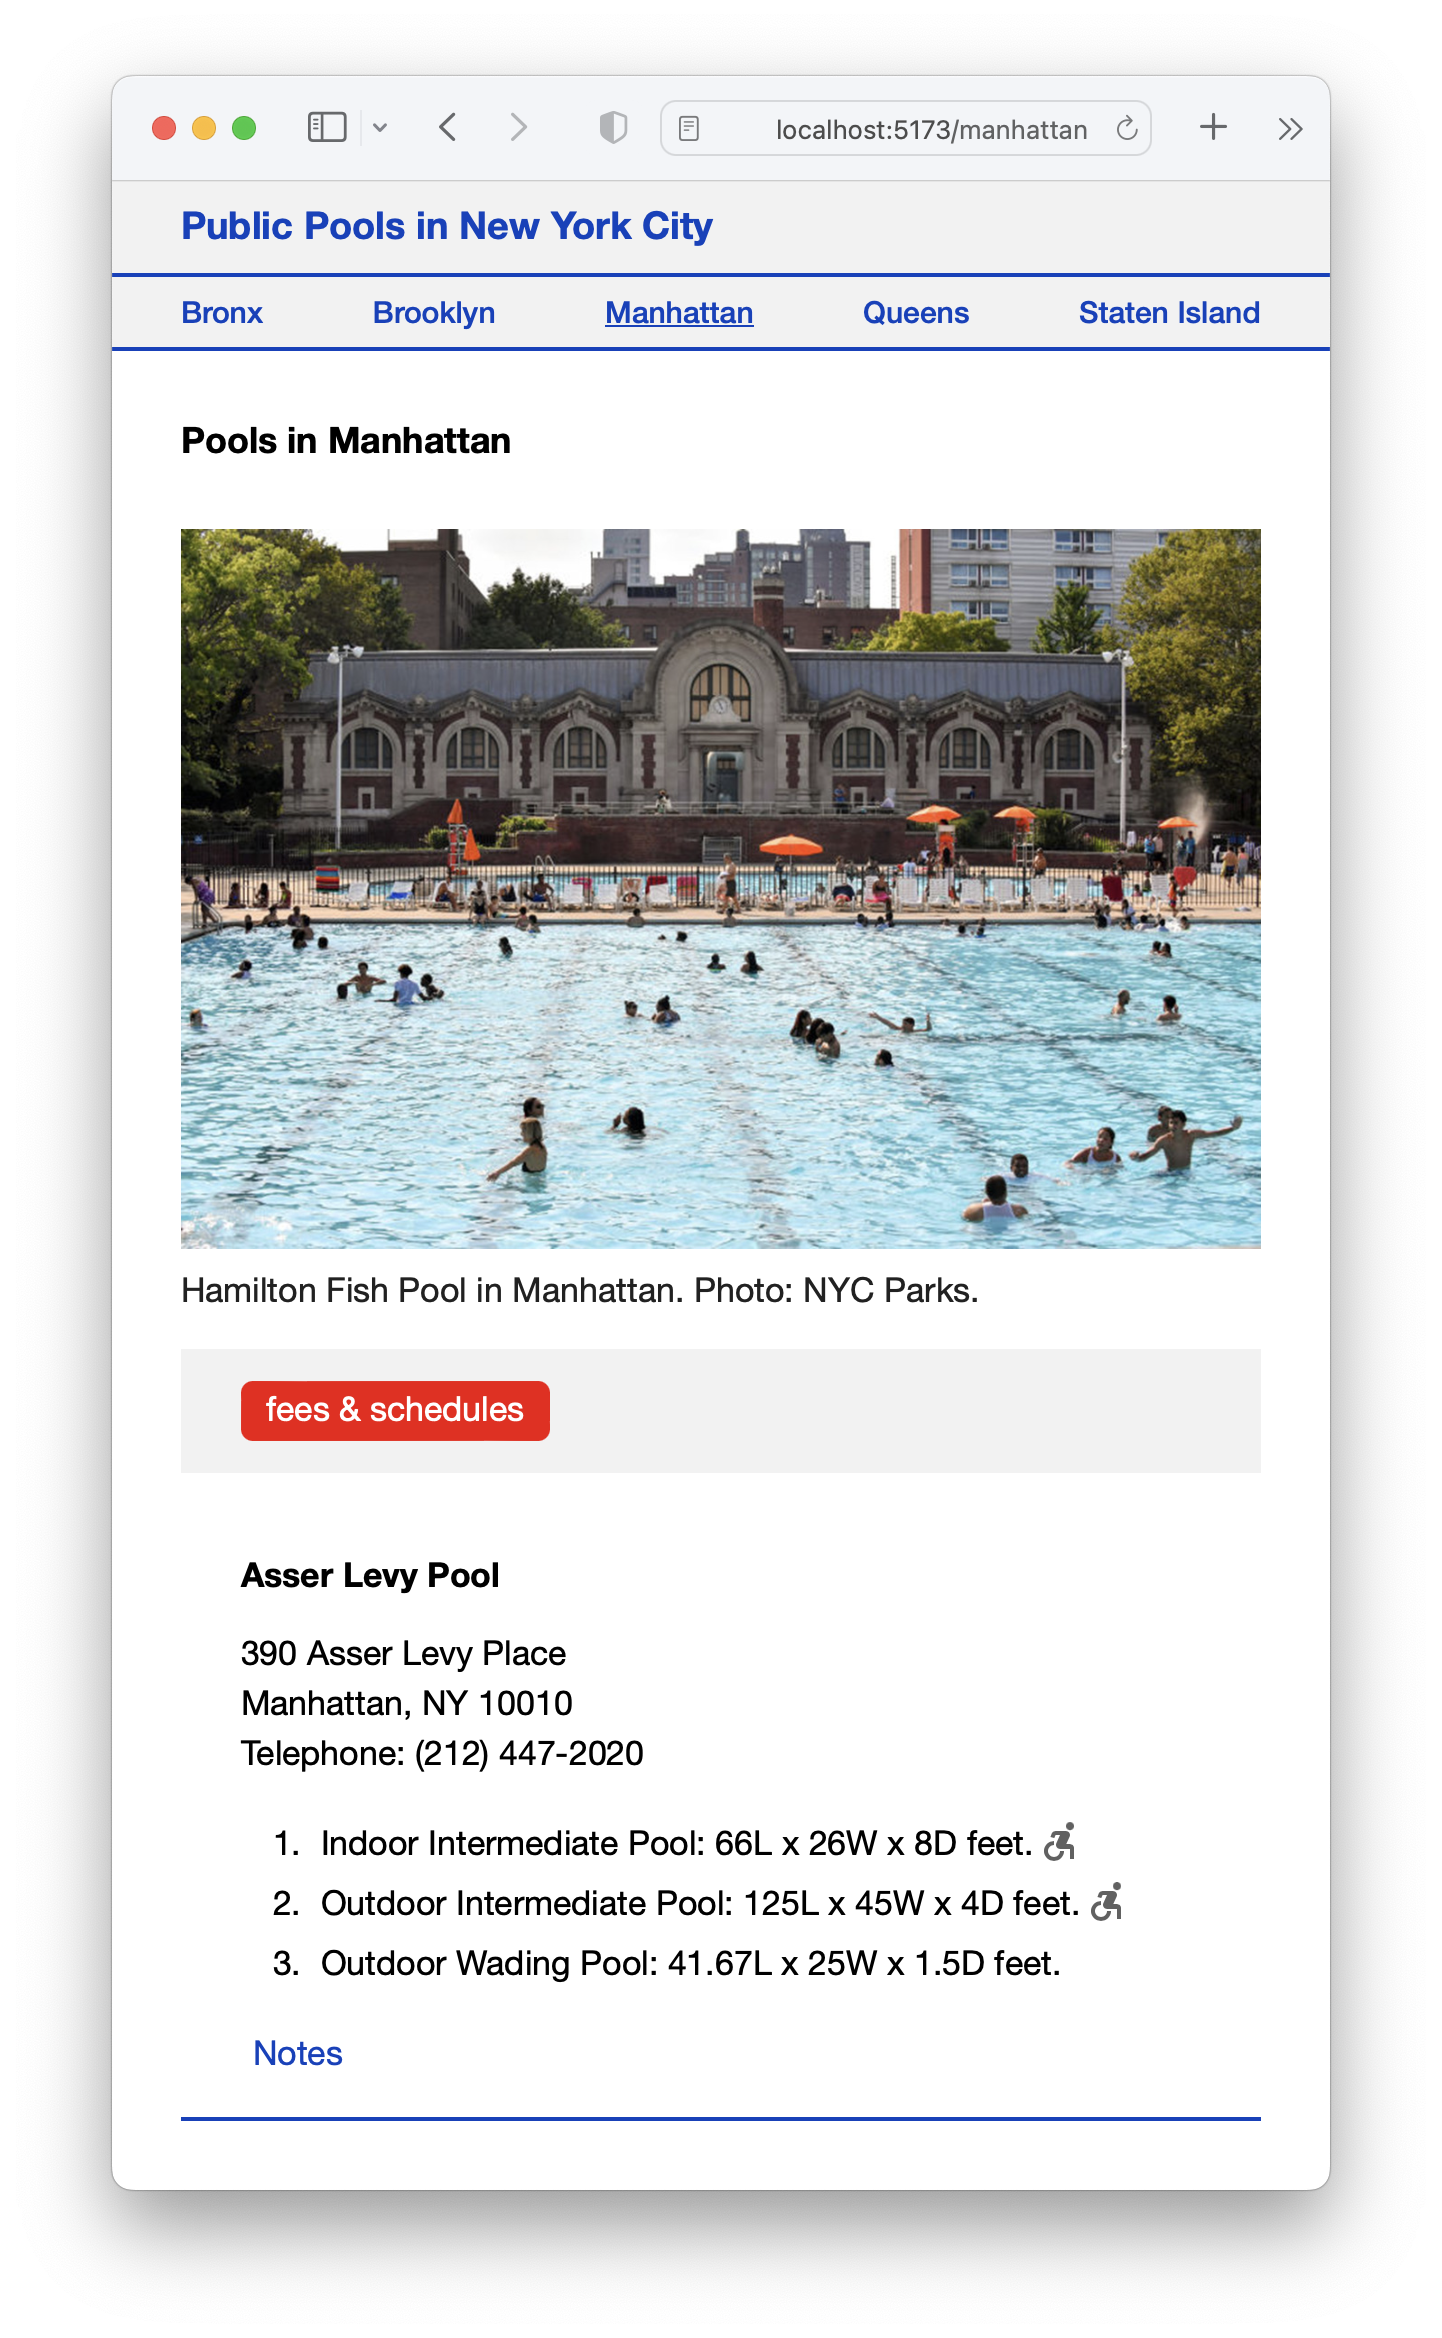 localhost:5173/manhattan
Public Pools in New York City
Bronx Brooklyn Manhattan Queens Staten Island
Pools in Manhattan
Hamilton Fish Pool in Manhattan. Photo: NYC Parks.
fees & schedules
Asser Levy Pool
390 Asser Levy Place
Manhattan, NY 10010
Telephone: (212) 447-2020
1. Indoor Intermediate Pool: 66L x 26W x 8D feet.
2. Outdoor Intermediate Pool: 125L x 45W x 4D feet.
3. Outdoor Wading Pool: 41.67L x 25W x 1.5D feet.
Notes